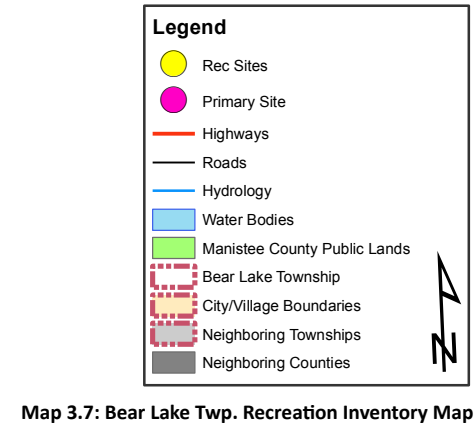 Legend
Rec Sites
Primary Site
Highways
Roads
Hydrology
Water Bodies
Manistee County Public Lands
Bear Lake Township
City/Village Boundaries
Neighboring Townships
Neighboring Counties
N
Map 3.7: Bear Lake Twp. Recreation Inventory Map